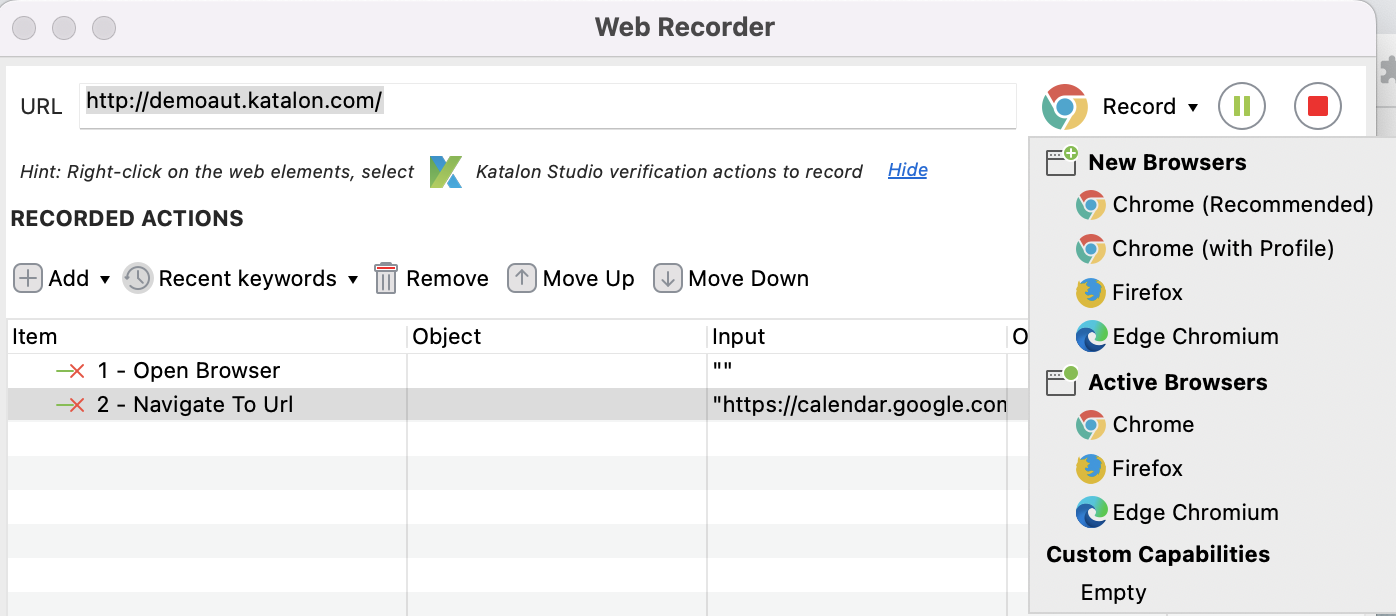 Web Recorder
URL http://demoaut.katalon.com/ Record
Hint: Right-click on the web elements, select Katalon Studio verification actions to record Hide
RECORDED ACTIONS
Add Recent keywords Remove Move Up Move Down
Item Object Input O
1 - Open Browser ""
2 - Navigate To Url "https://calendar.google.con
New Browsers
Chrome (Recommended)
Chrome (with Profile)
Firefox
Edge Chromium
Active Browsers
Chrome
Firefox
Edge Chromium
Custom Capabilities
Empty